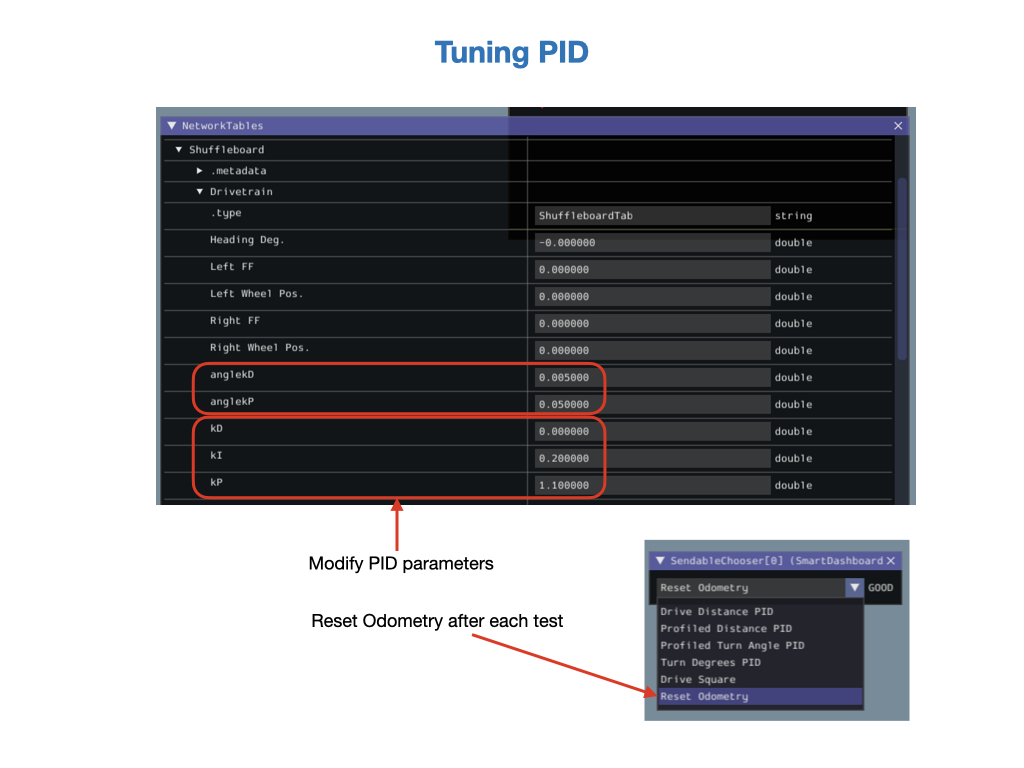 Tuning PID
▼ NetworkTables ×
▼ Shuffleboard
► .metadata
▼ Drivetrain
.type ShuffleboardTab string
Heading Deg. -0.000000 double
Left FF 0.000000 double
Left Wheel Pos. 0.000000 double
Right FF 0.000000 double
Right Wheel Pos. 0.000000 double
anglekD 0.005000 double
anglekP 0.050000 double
kD 0.000000 double
kI 0.200000 double
kP 1.100000 double
Modify PID parameters
Reset Odometry after each test
▼ SendableChooser[0] (SmartDashboard ×
Reset Odometry ▼ GOOD
Drive Distance PID
Profiled Distance PID
Profiled Turn Angle PID
Turn Degrees PID
Drive Square
Reset Odometry